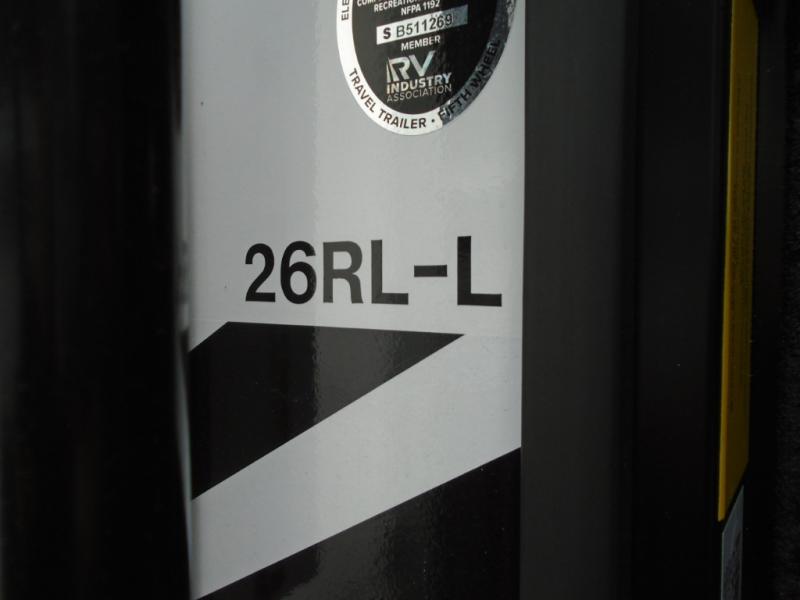 RECREATION
NFPA 1192
S B511269
MEMBER
RV
INDUSTRY
ASSOCIATION
TRAVEL TRAILER • FIFTH WHEEL
26RL-L